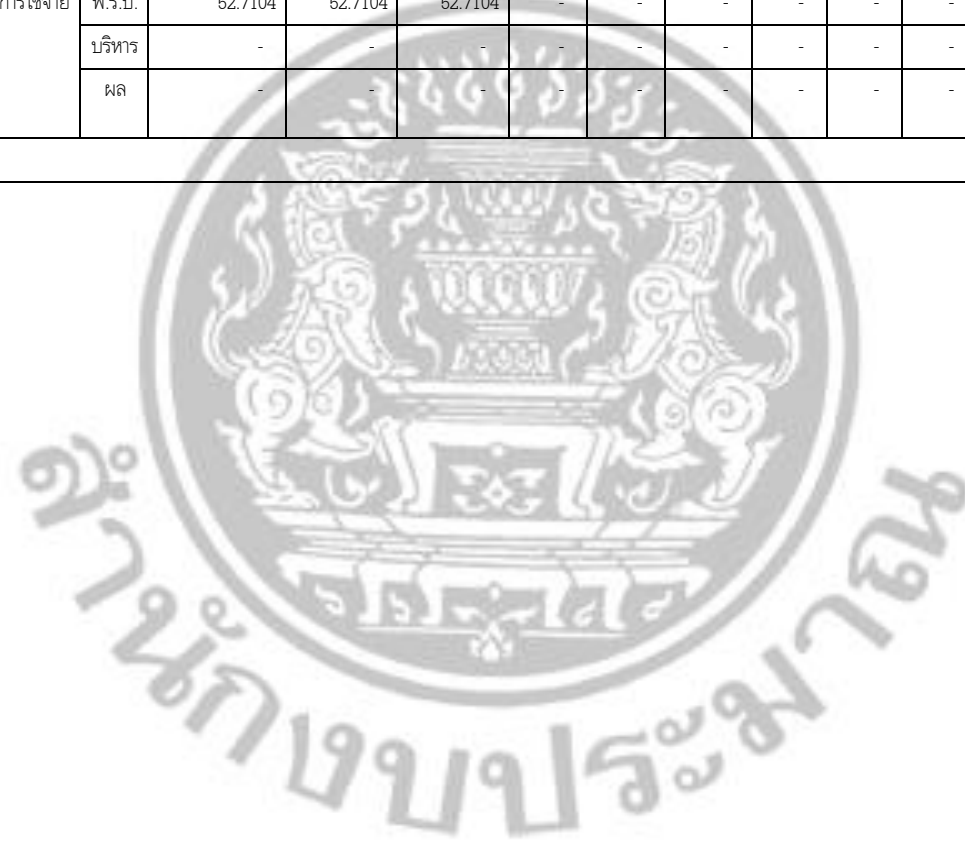 การใช้จ่าย พ.ร.บ. 52.7104 52.7104 52.7104 - - - - - -
บริหาร - - - - - - - - -
ผล - - - - - - - - -
สำนักงบประมาณ